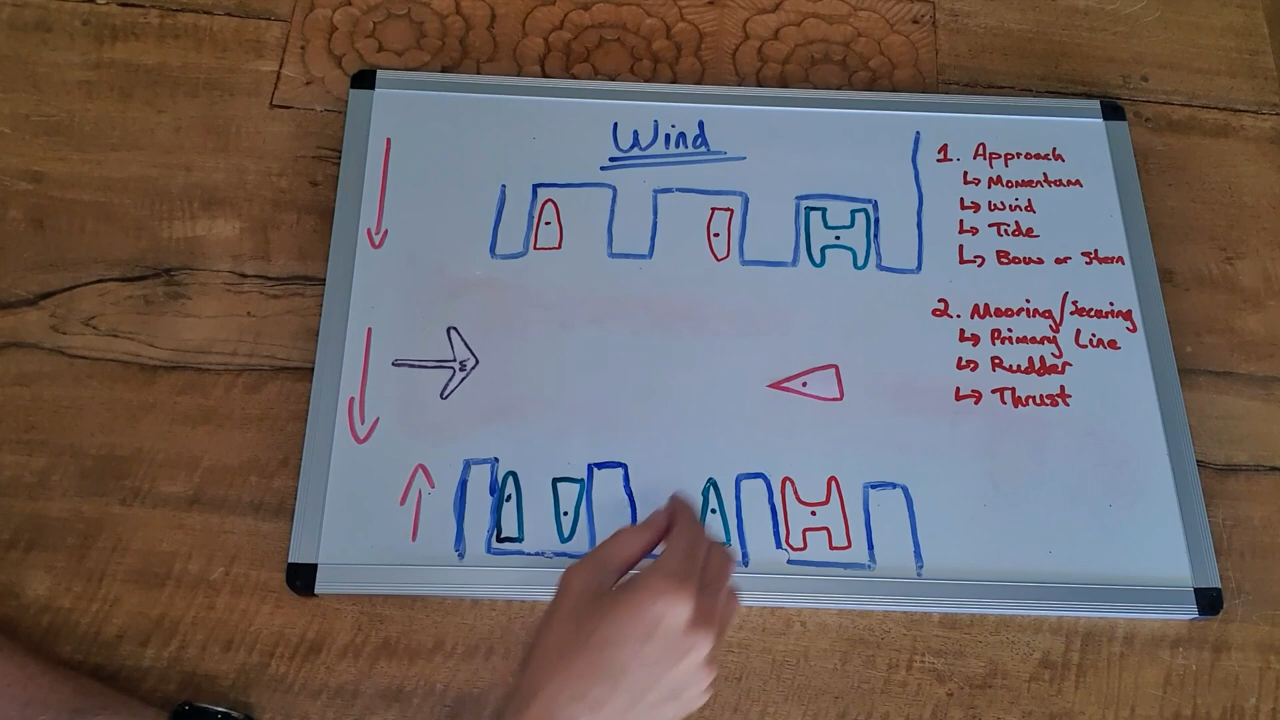 Wind
1. Approach
↳ Momentum
↳ Wind
↳ Tide
↳ Bow or Stern
2. Mooring/Securing
↳ Primary Line
↳ Rudder
↳ Thrust